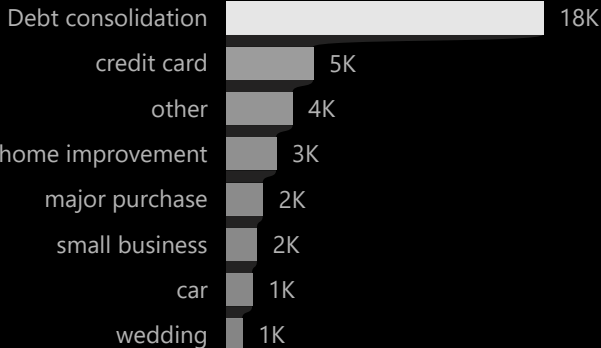 Debt consolidation 18K
credit card 5K
other 4K
home improvement 3K
major purchase 2K
small business 2K
car 1K
wedding 1K